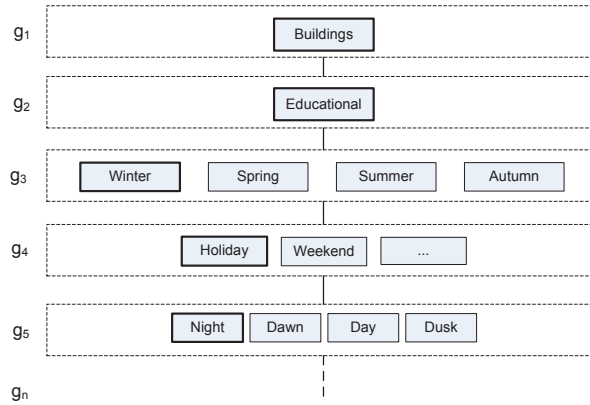 g1 Buildings
g2 Educational
g3 Winter Spring Summer Autumn
g4 Holiday Weekend ...
g5 Night Dawn Day Dusk
gn